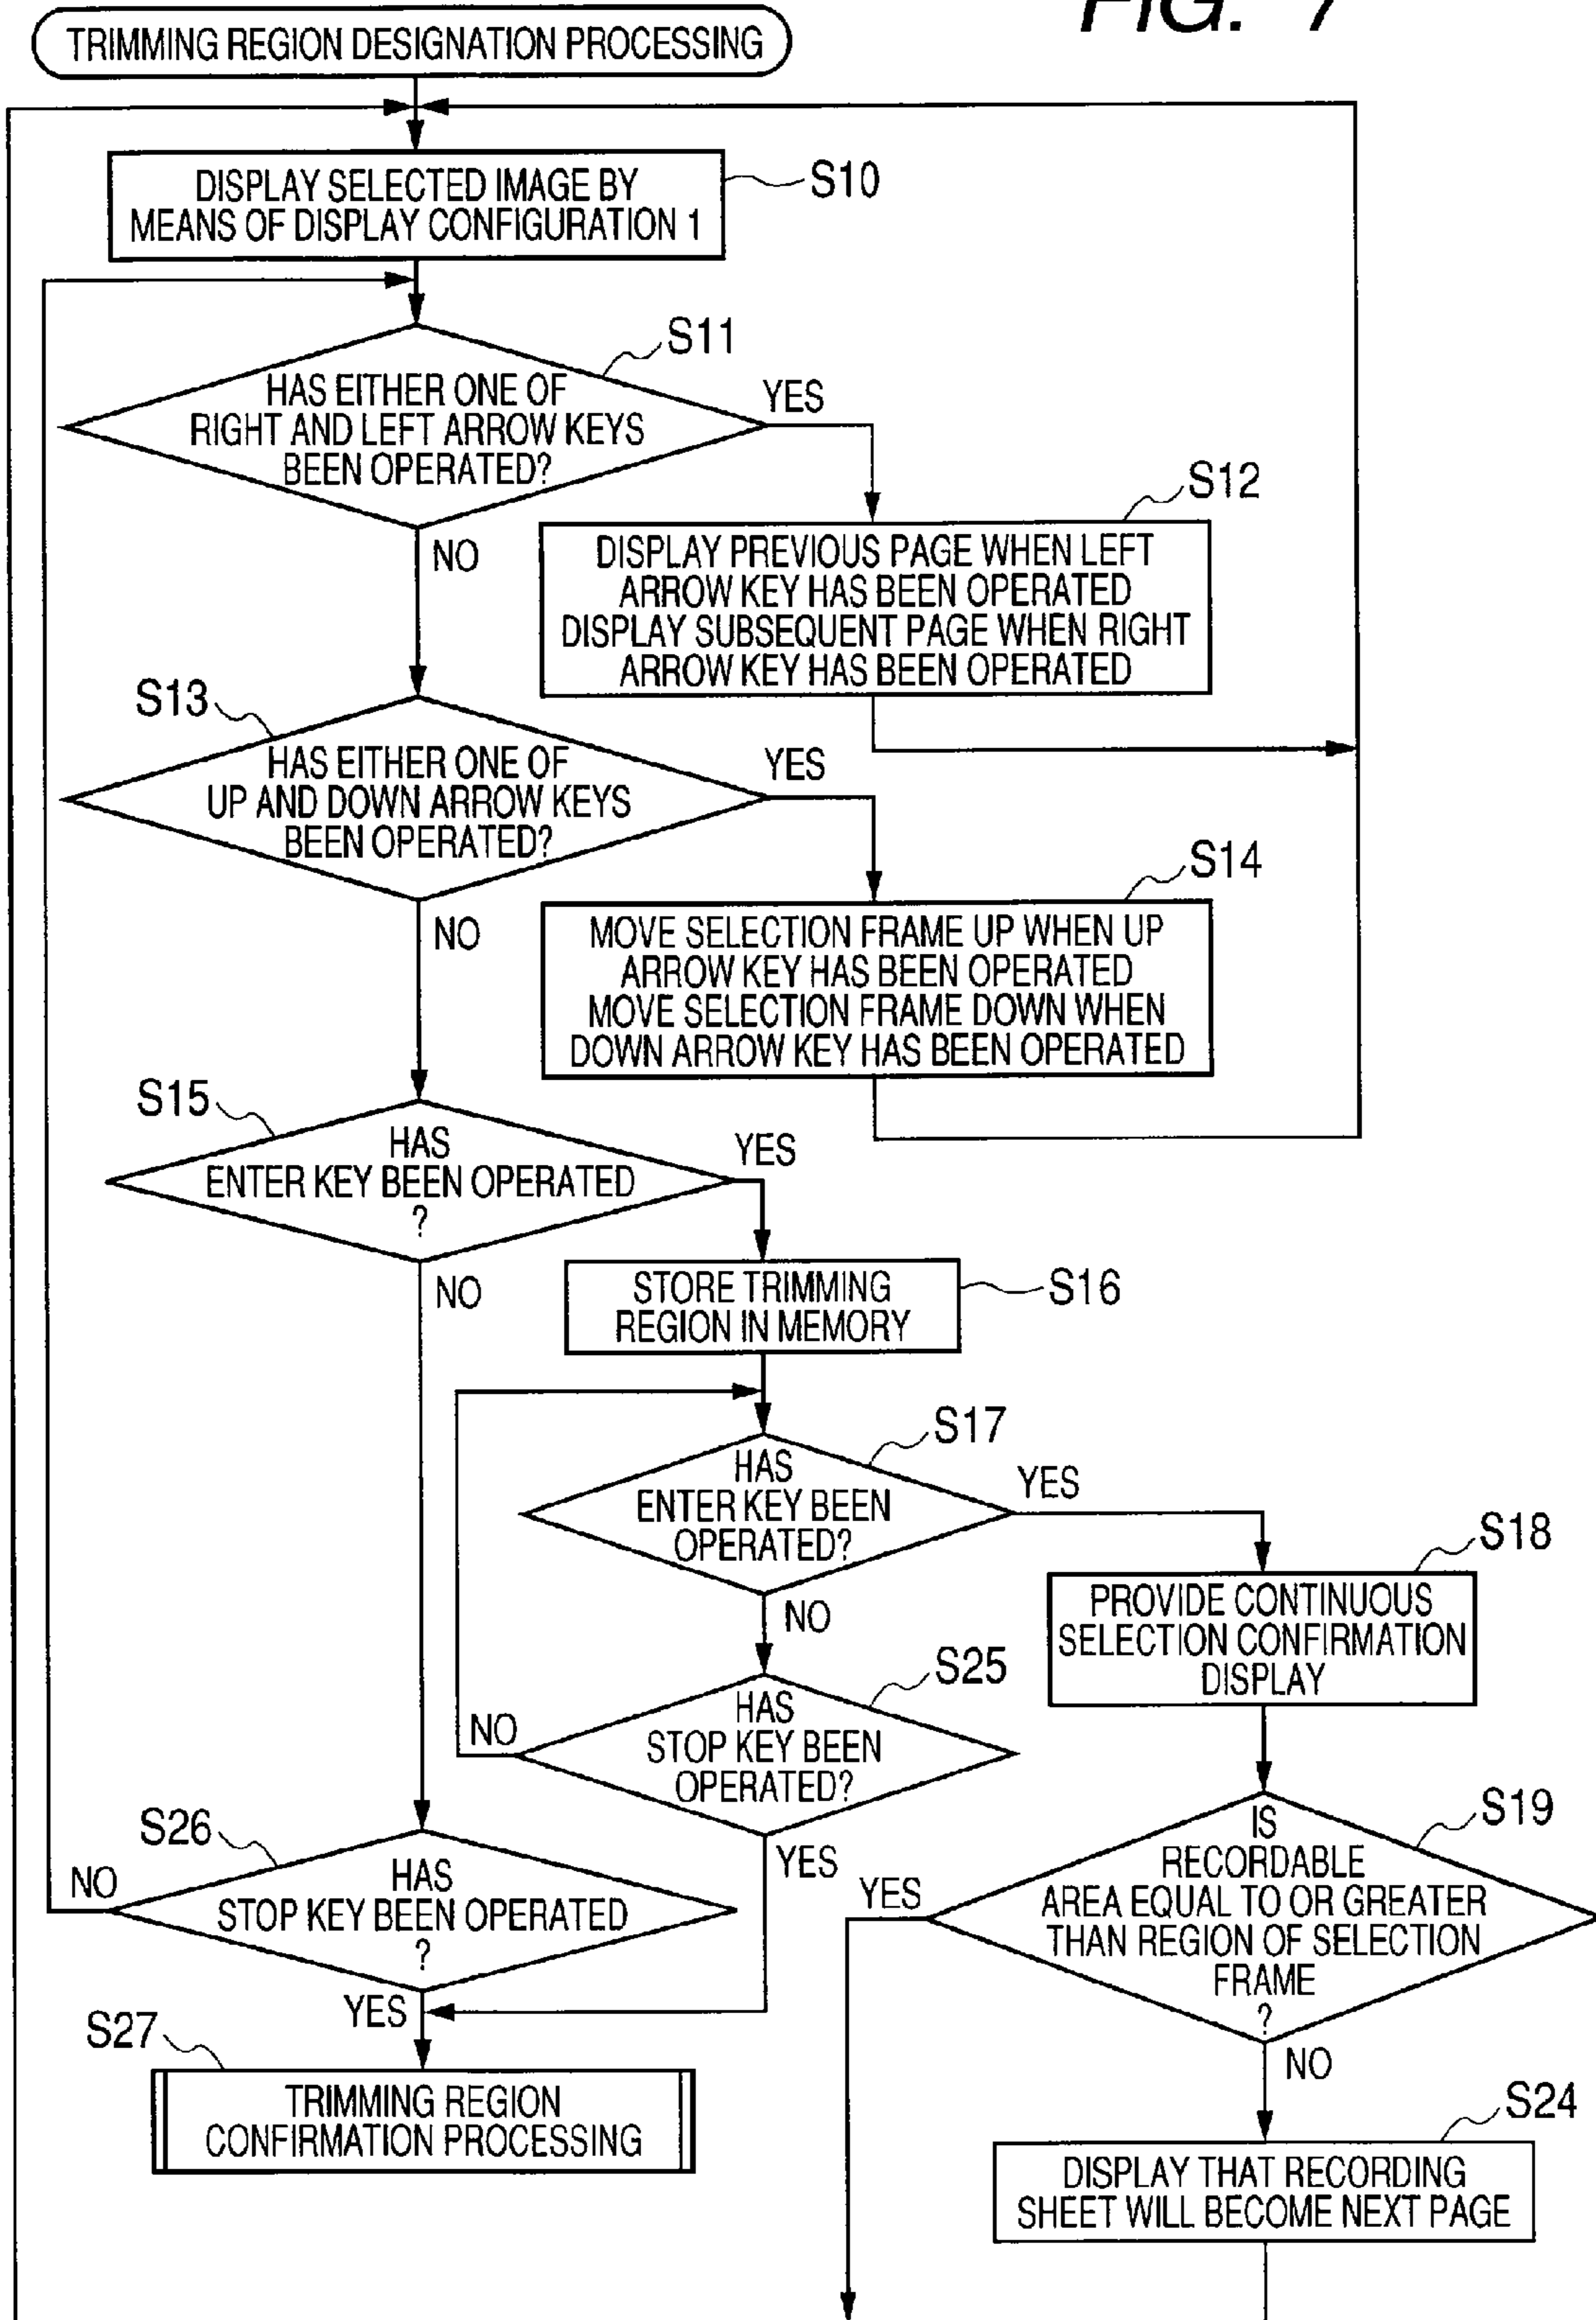 FIG. 7
TRIMMING REGION DESIGNATION PROCESSING
DISPLAY SELECTED IMAGE BY
MEANS OF DISPLAY CONFIGURATION 1
S10
S11
HAS EITHER ONE OF
RIGHT AND LEFT ARROW KEYS
BEEN OPERATED?
YES
NO
S12
DISPLAY PREVIOUS PAGE WHEN LEFT
ARROW KEY HAS BEEN OPERATED
DISPLAY SUBSEQUENT PAGE WHEN RIGHT
ARROW KEY HAS BEEN OPERATED
S13
HAS EITHER ONE OF
UP AND DOWN ARROW KEYS
BEEN OPERATED?
YES
NO
S14
MOVE SELECTION FRAME UP WHEN UP
ARROW KEY HAS BEEN OPERATED
MOVE SELECTION FRAME DOWN WHEN
DOWN ARROW KEY HAS BEEN OPERATED
S15
HAS
ENTER KEY BEEN OPERATED
?
YES
NO
STORE TRIMMING
REGION IN MEMORY
S16
S17
HAS
ENTER KEY BEEN
OPERATED?
YES
NO
S18
PROVIDE CONTINUOUS
SELECTION CONFIRMATION
DISPLAY
S25
HAS
STOP KEY BEEN
OPERATED?
NO
YES
S19
IS
RECORDABLE
AREA EQUAL TO OR GREATER
THAN REGION OF SELECTION
FRAME
?
YES
NO
S26
HAS
STOP KEY BEEN OPERATED
?
NO
YES
S27
TRIMMING REGION
CONFIRMATION PROCESSING
S24
DISPLAY THAT RECORDING
SHEET WILL BECOME NEXT PAGE